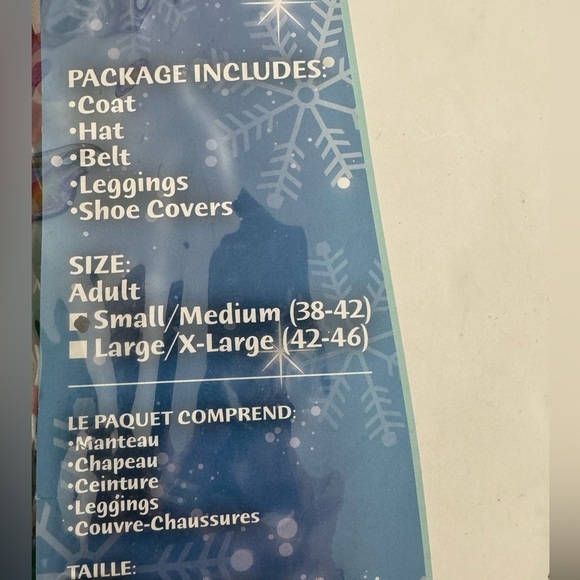 PACKAGE INCLUDES:
•Coat
•Hat
•Belt
•Leggings
•Shoe Covers
SIZE:
Adult
Small/Medium (38-42)
Large/X-Large (42-46)
LE PAQUET COMPREND:
•Manteau
•Chapeau
•Ceinture
•Leggings
•Couvre-Chaussures
TAILLE: